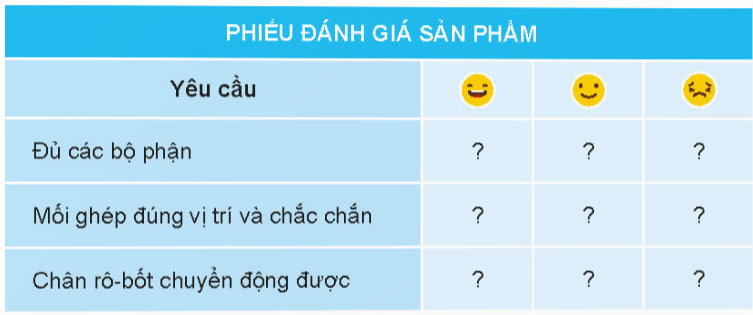 PHIẾU ĐÁNH GIÁ SẢN PHẨM
Yêu cầu
Đủ các bộ phận ? ? ?
Mối ghép đúng vị trí và chắc chắn ? ? ?
Chân rô-bốt chuyển động được ? ? ?